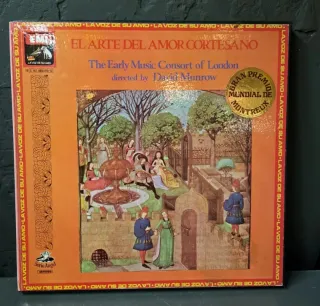 EMI
EL ARTE DEL AMOR CORTESANO
The Early Music Consort of London
directed by David Munrow
GRAN PREMIO
MUNDIAL DE
MONTREUX
LA VOZ DE SU AMO